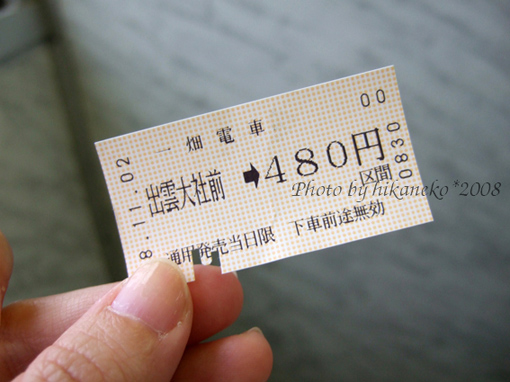 00
一畑電車
出雲大社前➡480円
区間
通用発売当日限 下車前途無効
8.11.02
0830
Photo by hikaneko*2008